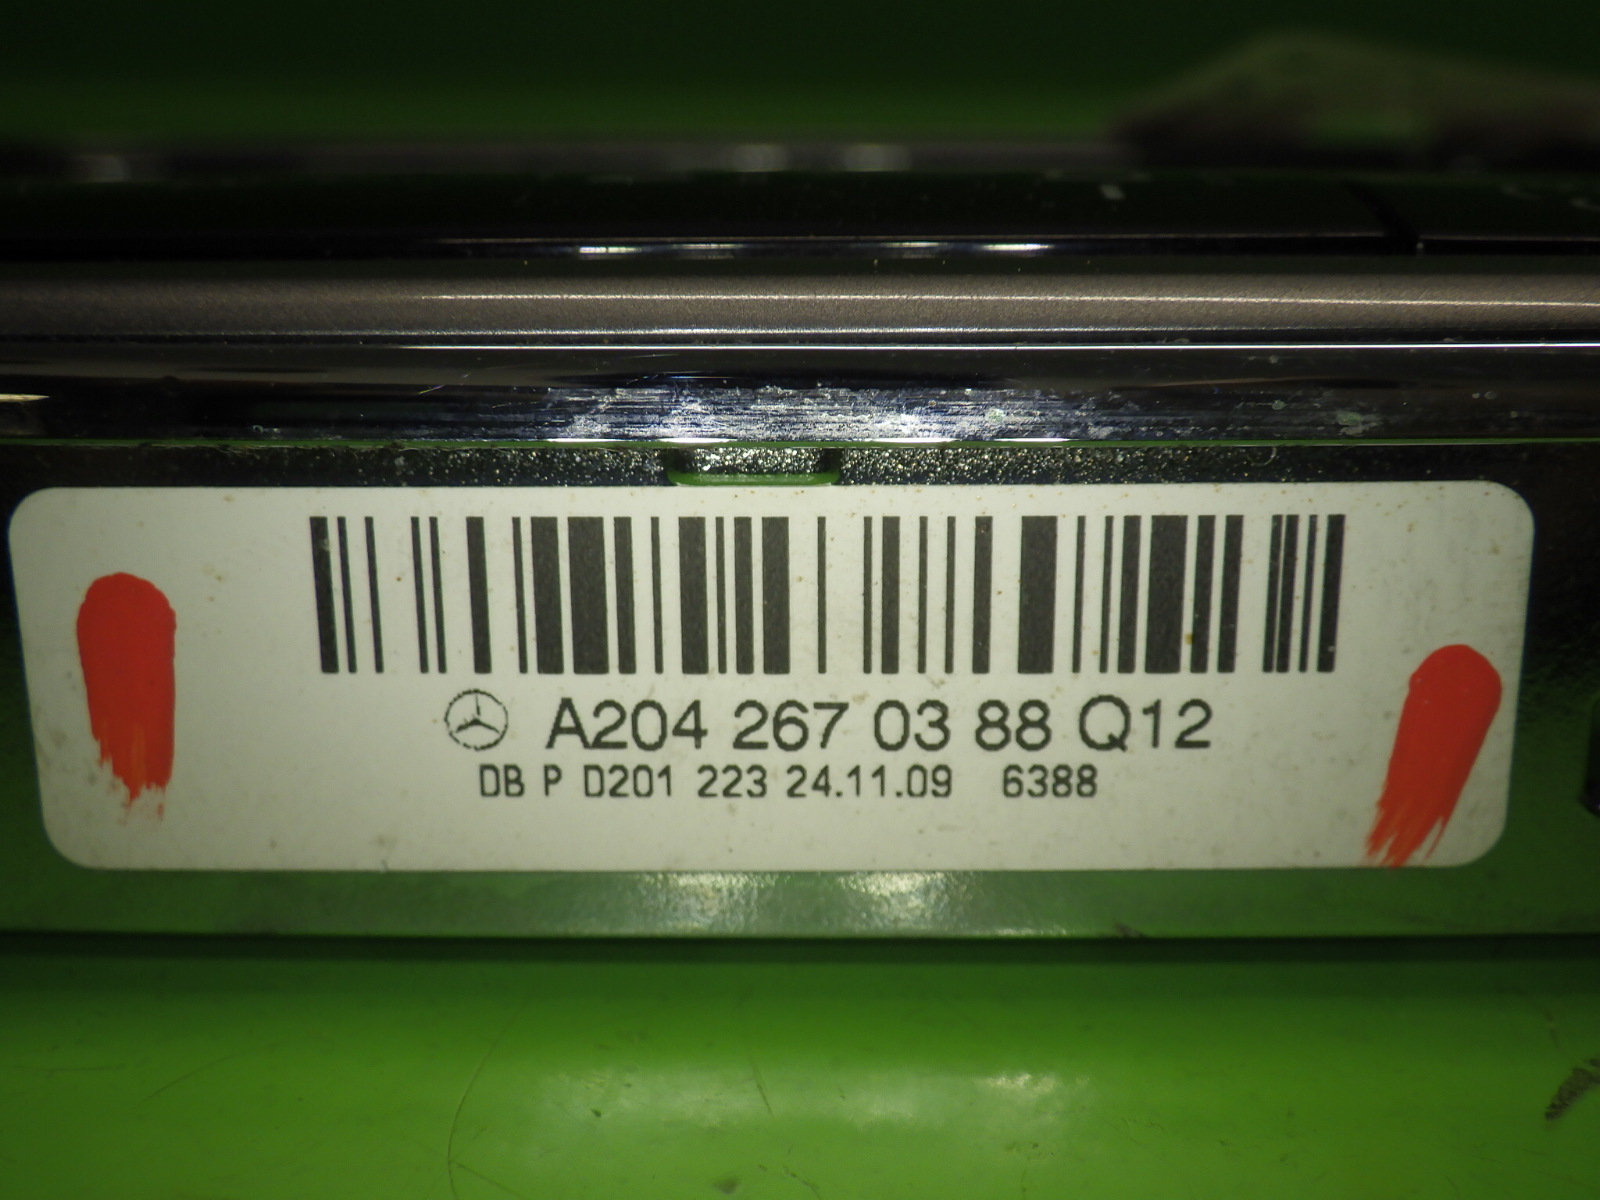 A204 267 03 88 Q12
DB P D201 223 24.11.09 6388